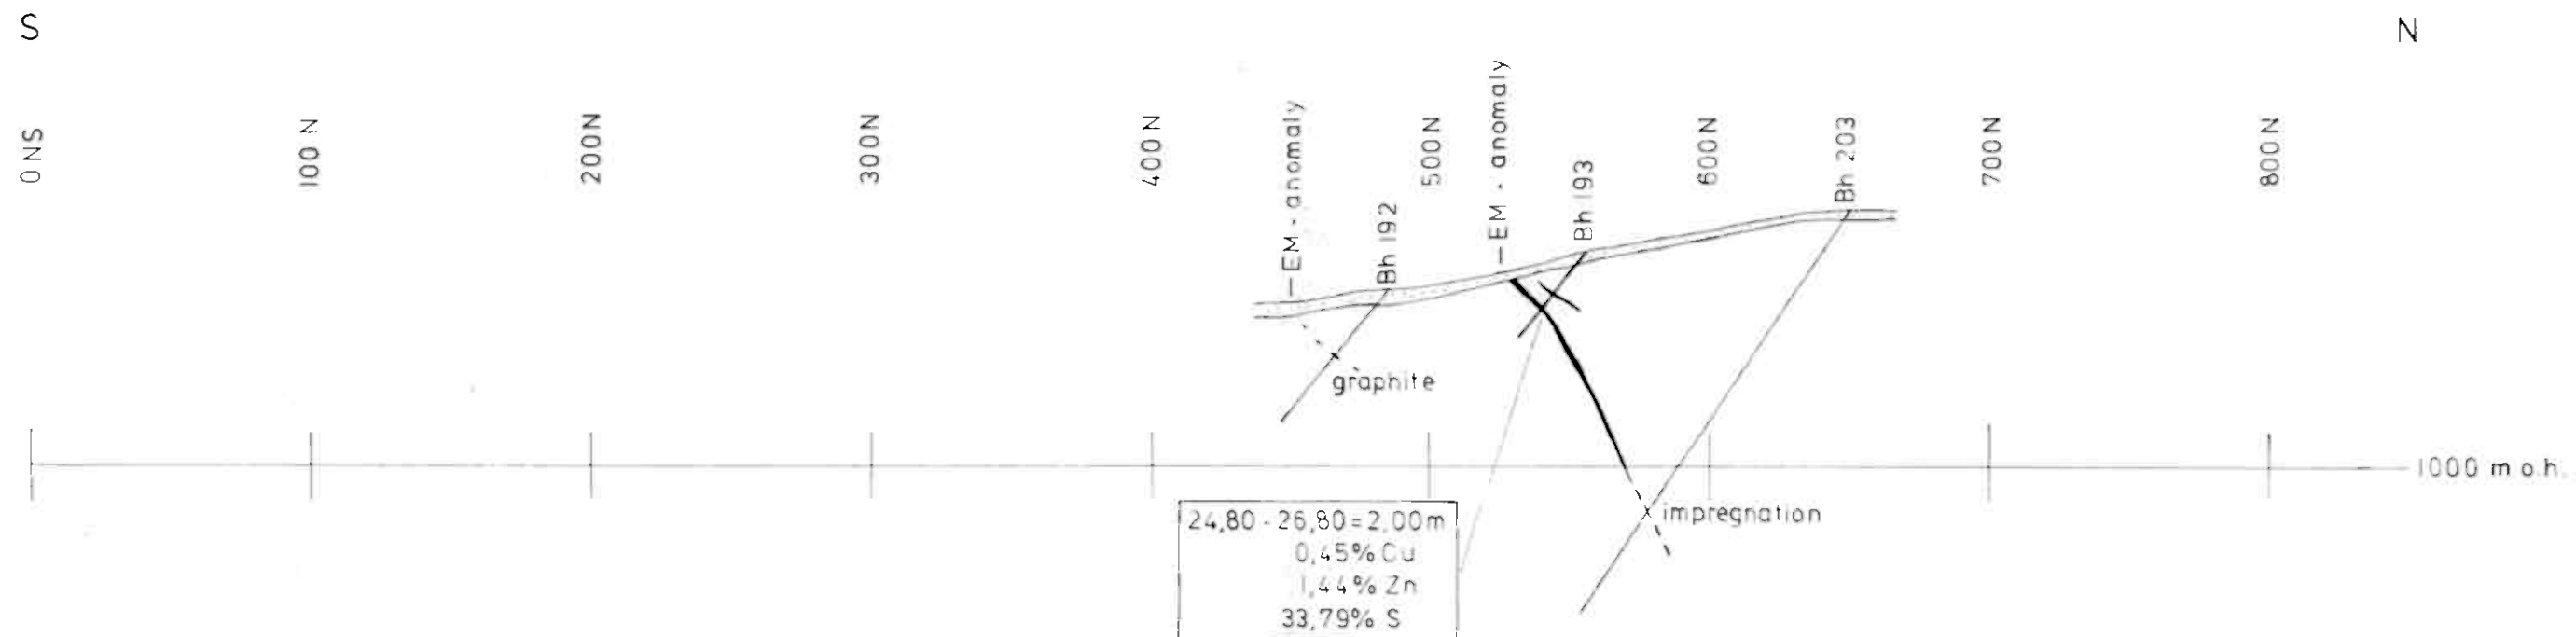 S
N
0 NS
100 N
200N
300N
400N
— EM - anomaly
Bh 192
500N
— EM - anomaly
Bh 193
600N
Bh 203
700N
800N
graphite
1000 m o.h.
impregnation
24,80 - 26,80 = 2,00m
0,45% Cu
1,44% Zn
33,79% S